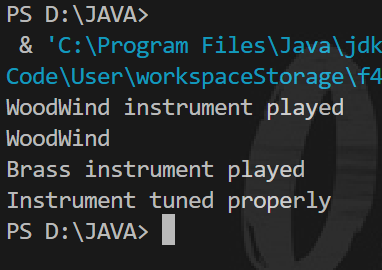 PS D:\JAVA>
& 'C:\Program Files\Java\jdk
Code\User\workspaceStorage\f4
WoodWind instrument played
WoodWind
Brass instrument played
Instrument tuned properly
PS D:\JAVA>